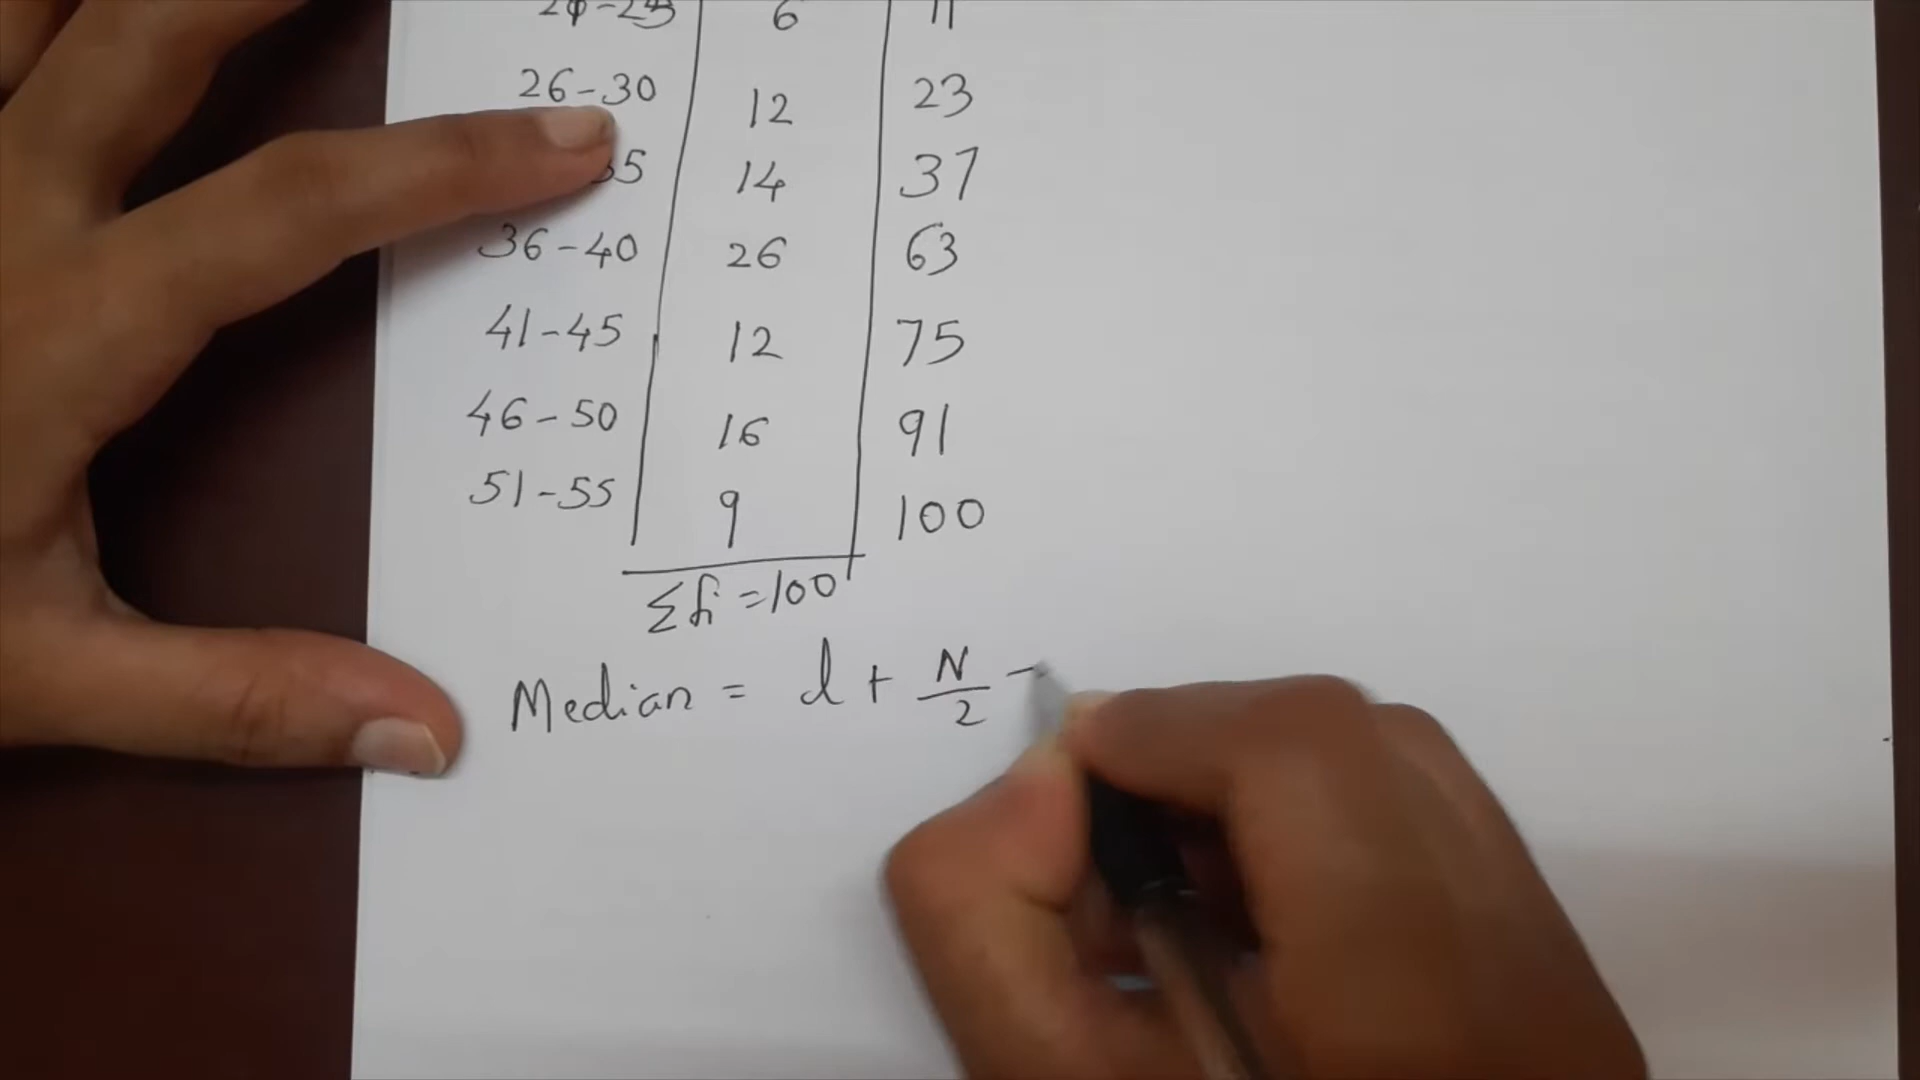 6 11
26-30 12 23
35 14 37
36-40 26 63
41-45 12 75
46-50 16 91
51-55 9 100
Σfi = 100
Median = l + N/2 -